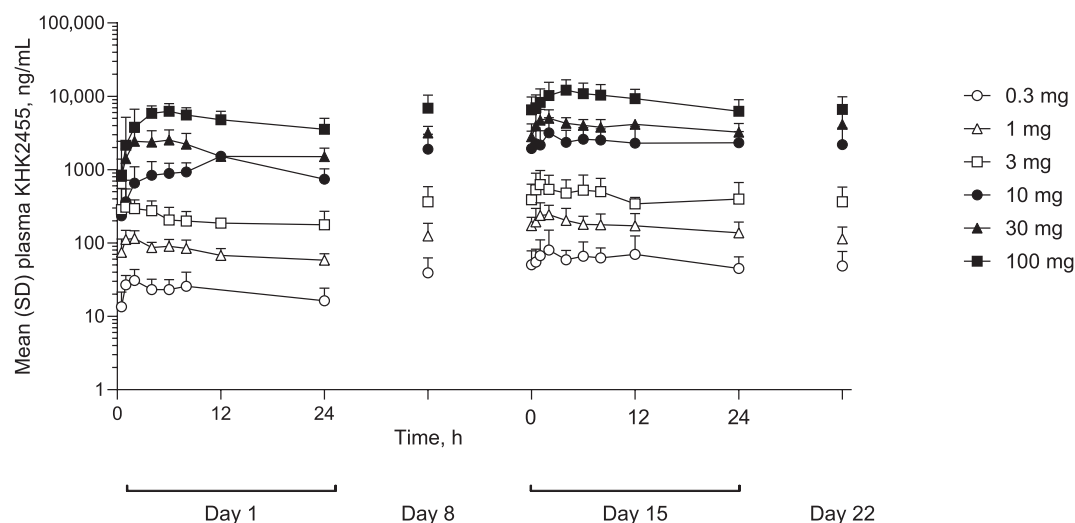 Mean (SD) plasma KHK2455, ng/mL
100,000
10,000
1000
100
10
1
0 12 24 0 12 24
Time, h
Day 1 Day 8 Day 15 Day 22
0.3 mg
1 mg
3 mg
10 mg
30 mg
100 mg